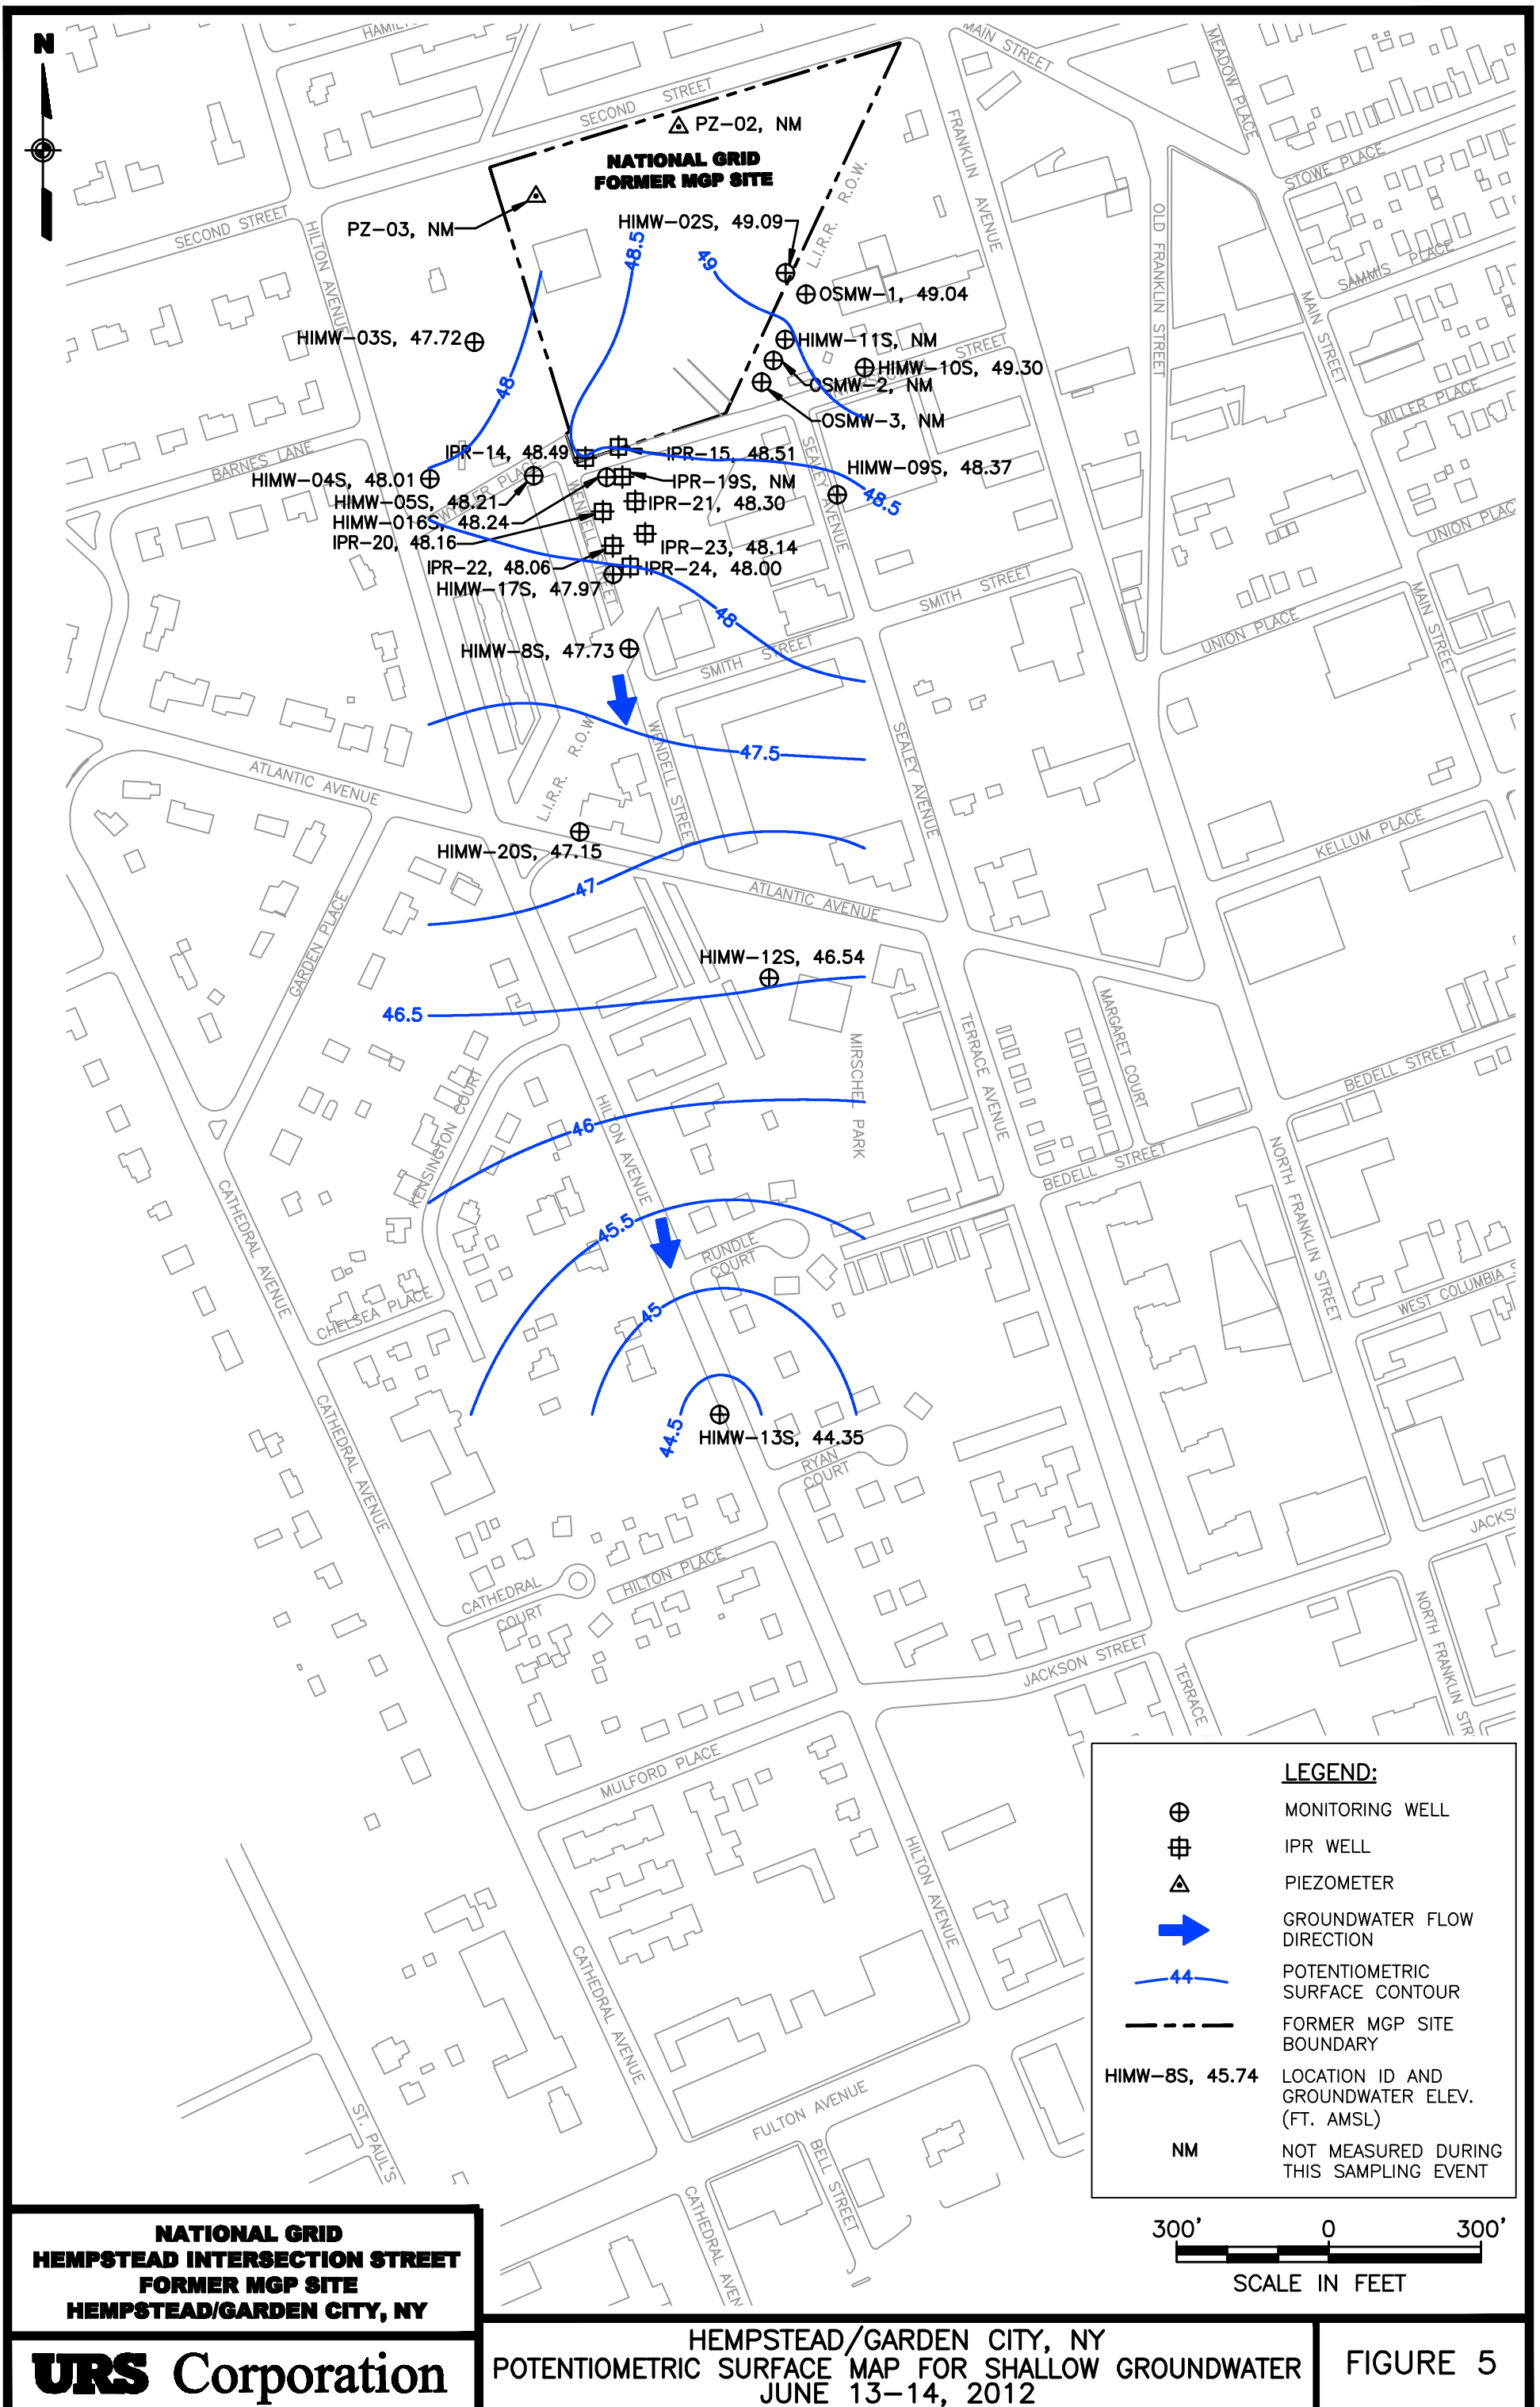 N
HAMIL
SECOND STREET
MAIN STREET
MEADOW PLACE
PZ-02, NM
NATIONAL GRID
FORMER MGP SITE
FRANKLIN AVENUE
STOWE PLACE
PZ-03, NM
SECOND STREET
HILTON AVENUE
HIMW-02S, 49.09
L.I.R.R. R.O.W.
OLD FRANKLIN STREET
SAMMIS PLACE
48.5
49
OSMW-1, 49.04
MAIN STREET
HIMW-03S, 47.72
HIMW-11S, NM
STREET
HIMW-10S, 49.30
OSMW-2, NM
48
OSMW-3, NM
MILLER PLACE
BARNES LANE
IPR-14, 48.49
IPR-15, 48.51
SEALEY AVENUE
HIMW-09S, 48.37
HIMW-04S, 48.01
IPR-19S, NM
HIMW-05S, 48.21
PLACE
WENDELL STREET
IPR-21, 48.30
48.5
HIMW-016S, 48.24
IPR-20, 48.16
UNION PLAC
IPR-23, 48.14
IPR-22, 48.06
IPR-24, 48.00
HIMW-17S, 47.97
SMITH STREET
48
MAIN STREET
UNION PLACE
HIMW-8S, 47.73
SMITH STREET
47.5
WENDELL STREET
SEALEY AVENUE
L.I.R.R. R.O.W.
ATLANTIC AVENUE
HIMW-20S, 47.15
KELLUM PLACE
47
ATLANTIC AVENUE
GARDEN PLACE
HIMW-12S, 46.54
46.5
MARGARET COURT
TERRACE AVENUE
MIRSCHEL PARK
BEDELL STREET
KENSINGTON COURT
46
HILTON AVENUE
BEDELL STREET
NORTH FRANKLIN STREET
CATHEDRAL AVENUE
45.5
RUNDLE
COURT
WEST COLUMBIA S
CHELSEA PLACE
45
CATHEDRAL AVENUE
44.5
HIMW-13S, 44.35
RYAN
COURT
JACKS
CATHEDRAL
COURT
HILTON PLACE
NORTH FRANKLIN STR
JACKSON STREET
TERRACE
MULFORD PLACE
HILTON AVENUE
CATHEDRAL AVENUE
FULTON AVENUE
BELL STREET
ST. PAUL'S
CATHEDRAL AVEN
LEGEND:
MONITORING WELL
IPR WELL
PIEZOMETER
GROUNDWATER FLOW
DIRECTION
44
POTENTIOMETRIC
SURFACE CONTOUR
FORMER MGP SITE
BOUNDARY
HIMW-8S, 45.74
LOCATION ID AND
GROUNDWATER ELEV.
(FT. AMSL)
NM
NOT MEASURED DURING
THIS SAMPLING EVENT
300' 0 300'
SCALE IN FEET
NATIONAL GRID
HEMPSTEAD INTERSECTION STREET
FORMER MGP SITE
HEMPSTEAD/GARDEN CITY, NY
URS Corporation
HEMPSTEAD/GARDEN CITY, NY
POTENTIOMETRIC SURFACE MAP FOR SHALLOW GROUNDWATER
JUNE 13-14, 2012
FIGURE 5